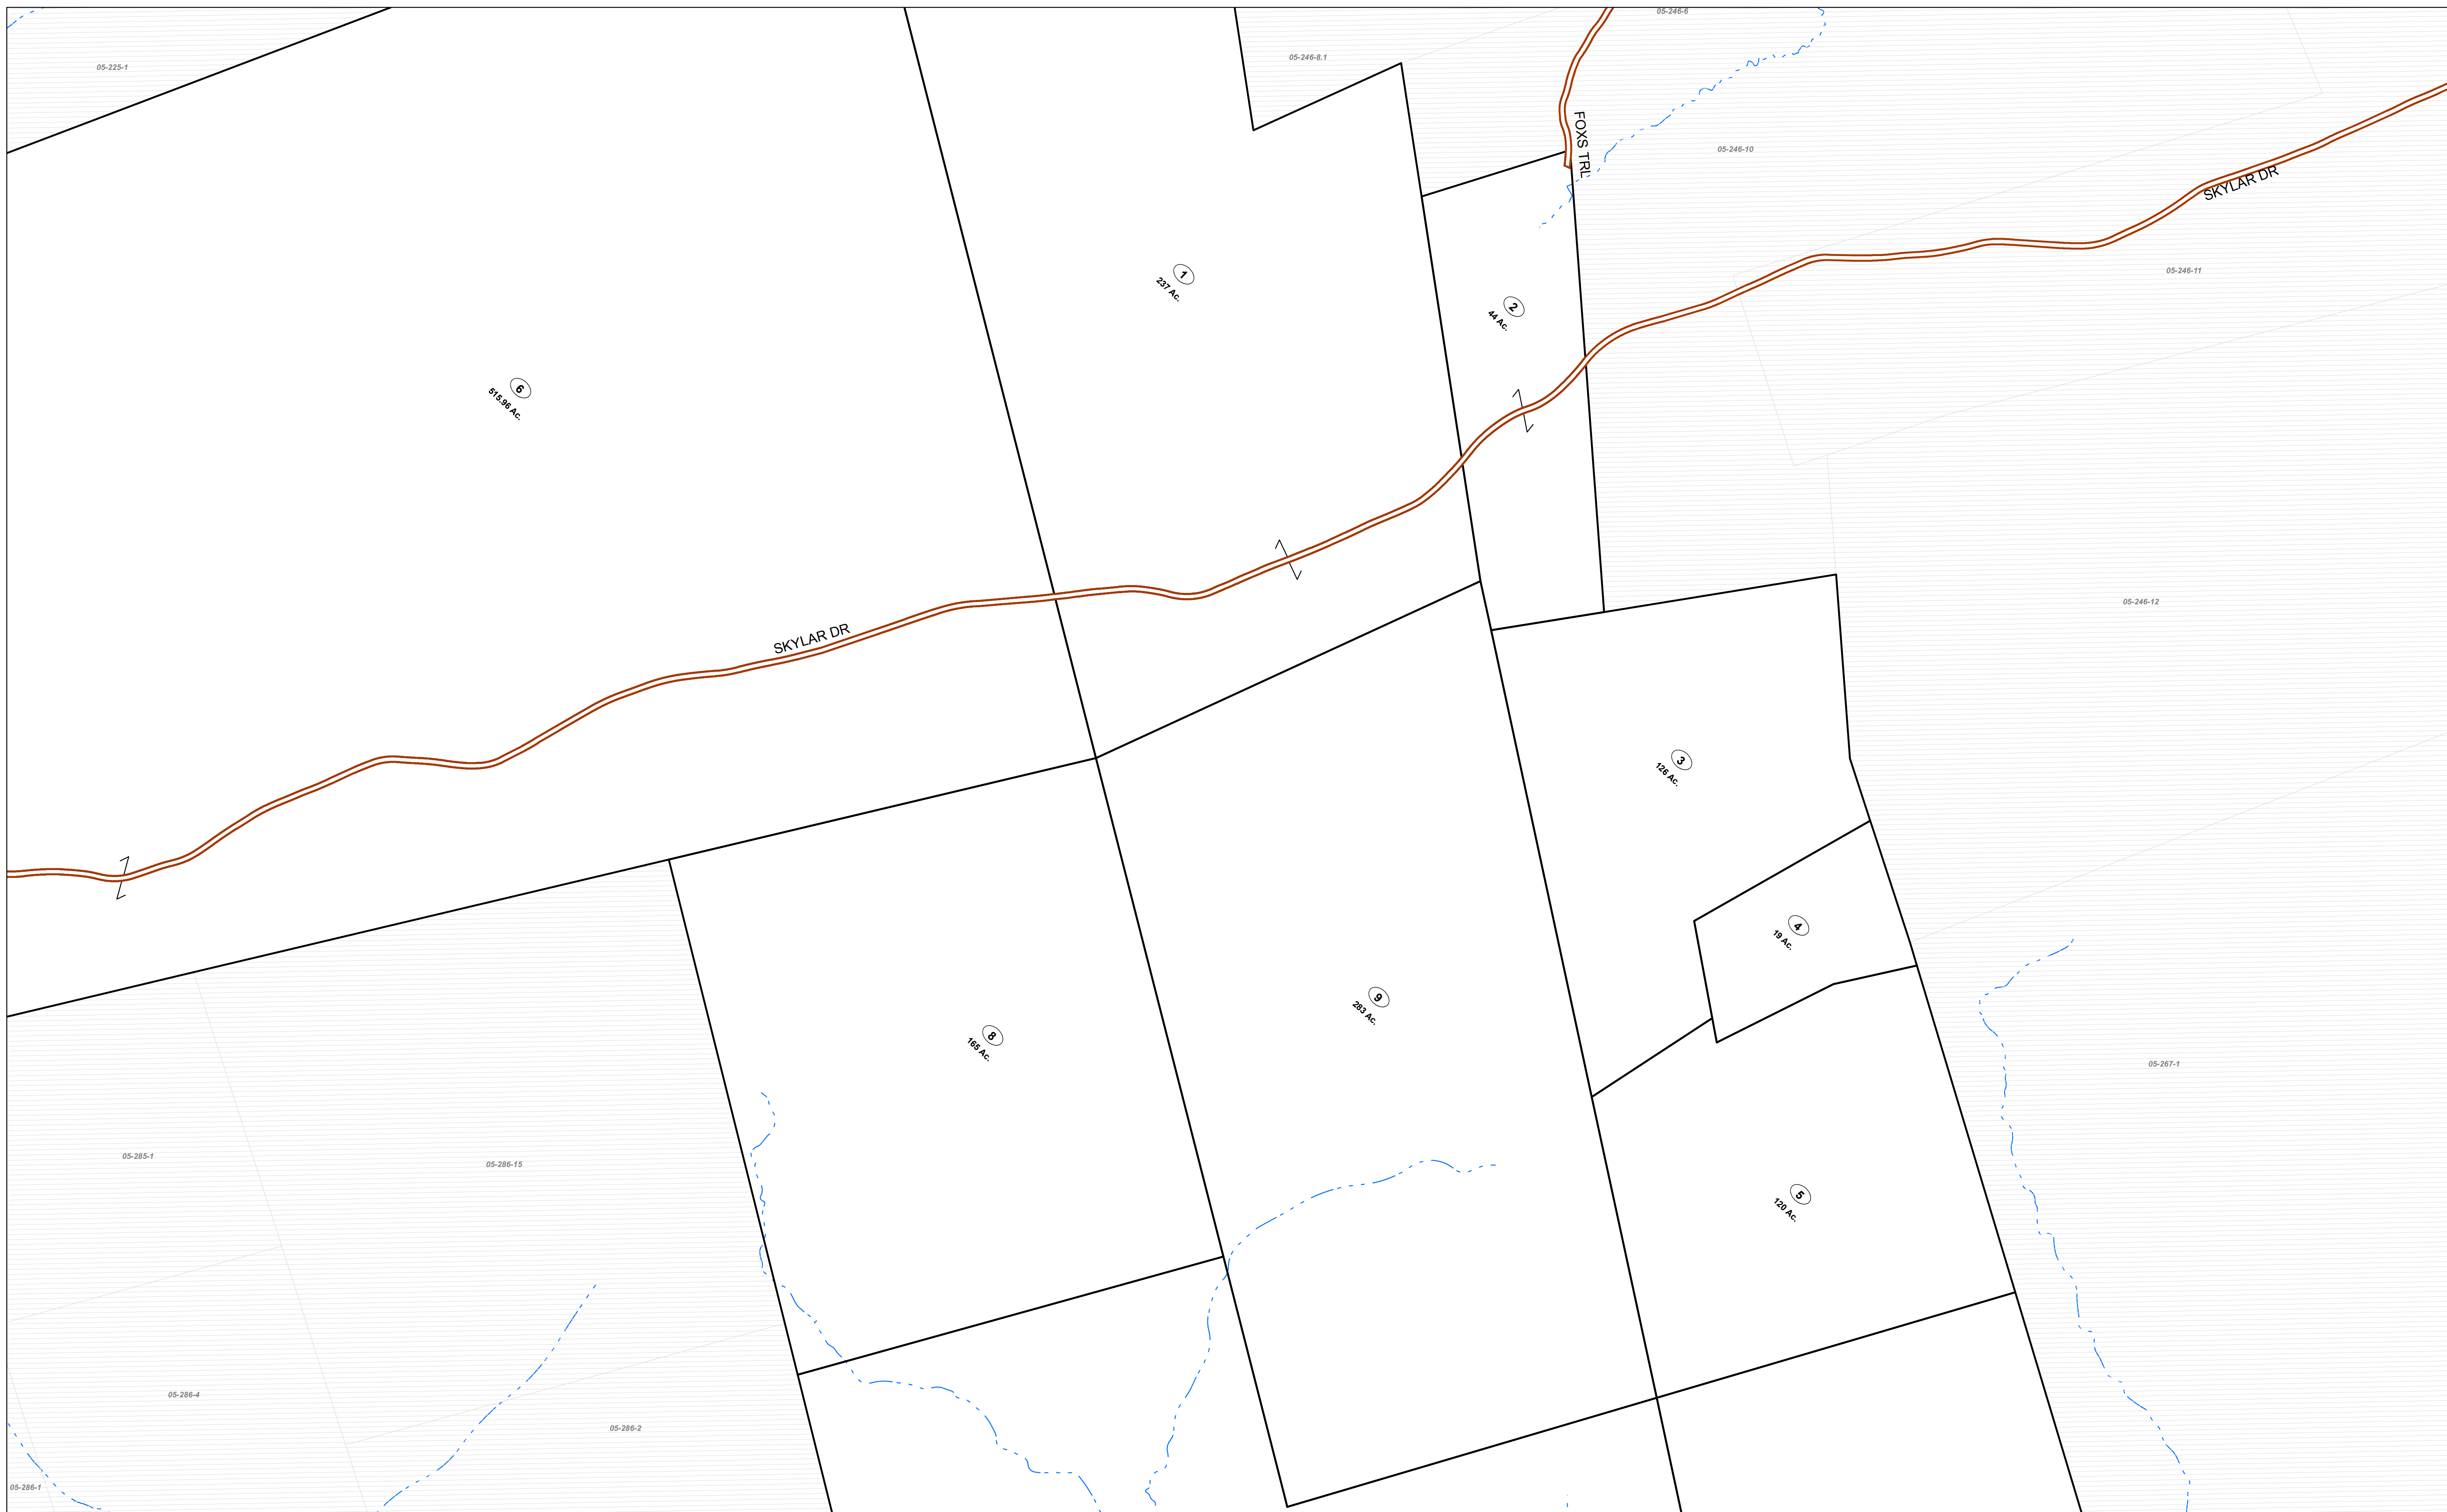 05-246-6
05-246-8.1
05-225-1
FOXS TRL
05-246-10
SKYLAR DR
1
237 Ac.
05-246-11
2
44 Ac.
6
515.96 Ac.
05-246-12
SKYLAR DR
3
126 Ac.
4
19 Ac.
9
283 Ac.
8
165 Ac.
05-267-1
05-285-1
05-286-15
5
120 Ac.
05-286-4
05-286-2
05-286-1